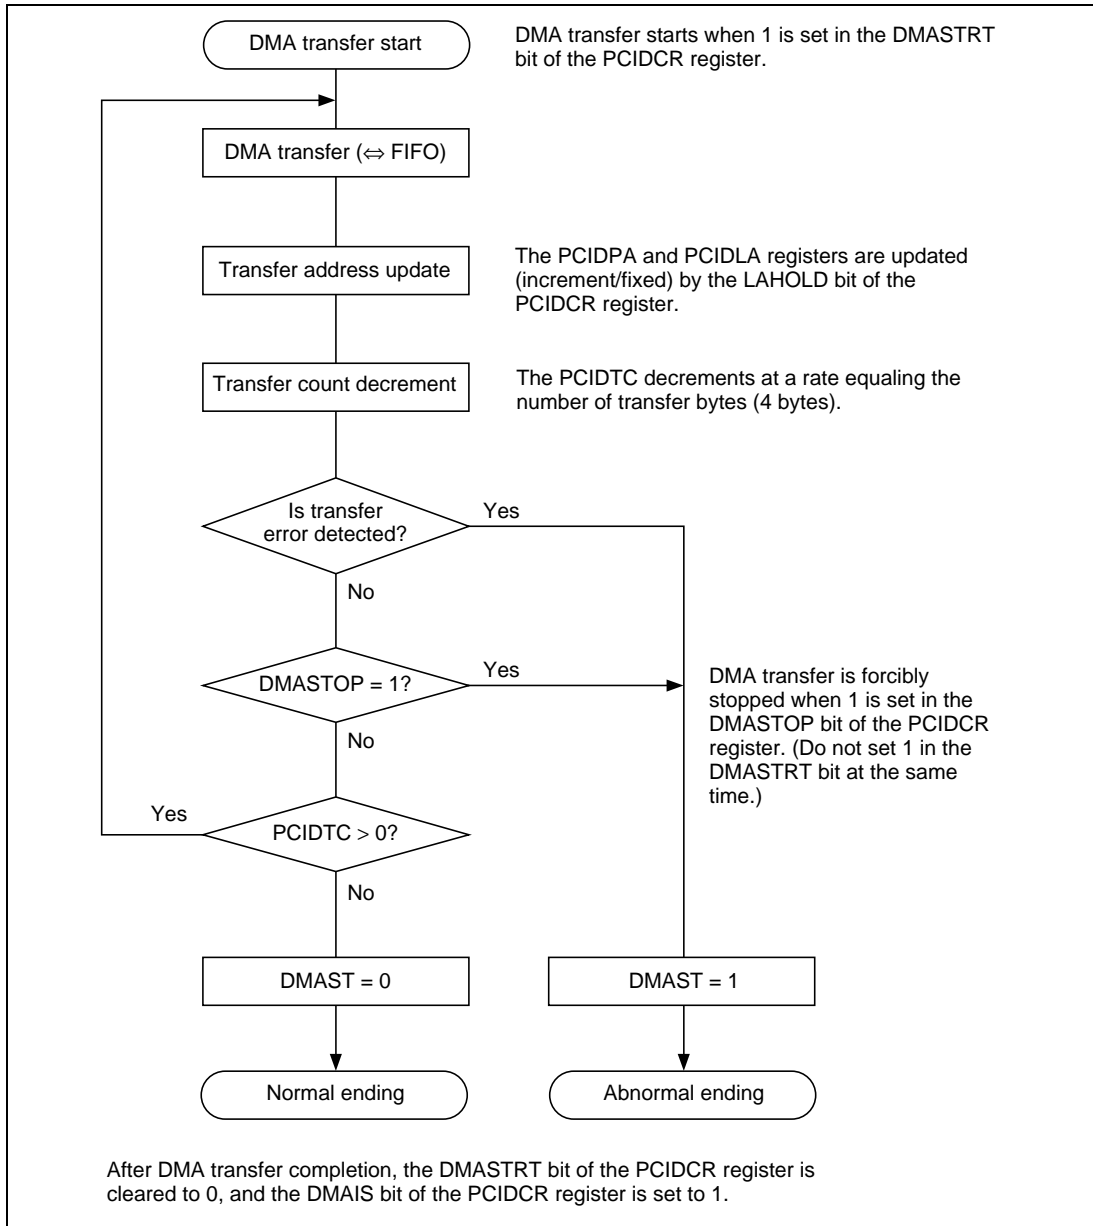 DMA transfer start
DMA transfer starts when 1 is set in the DMASTRT
bit of the PCIDCR register.
DMA transfer (⇔ FIFO)
Transfer address update
The PCIDPA and PCIDLA registers are updated
(increment/fixed) by the LAHOLD bit of the
PCIDCR register.
Transfer count decrement
The PCIDTC decrements at a rate equaling the
number of transfer bytes (4 bytes).
Is transfer
error detected?
Yes
No
DMASTOP = 1?
Yes
DMA transfer is forcibly
stopped when 1 is set in the
DMASTOP bit of the PCIDCR
register. (Do not set 1 in the
DMASTRT bit at the same
time.)
No
Yes
PCIDTC > 0?
No
DMAST = 0
DMAST = 1
Normal ending
Abnormal ending
After DMA transfer completion, the DMASTRT bit of the PCIDCR register is
cleared to 0, and the DMAIS bit of the PCIDCR register is set to 1.